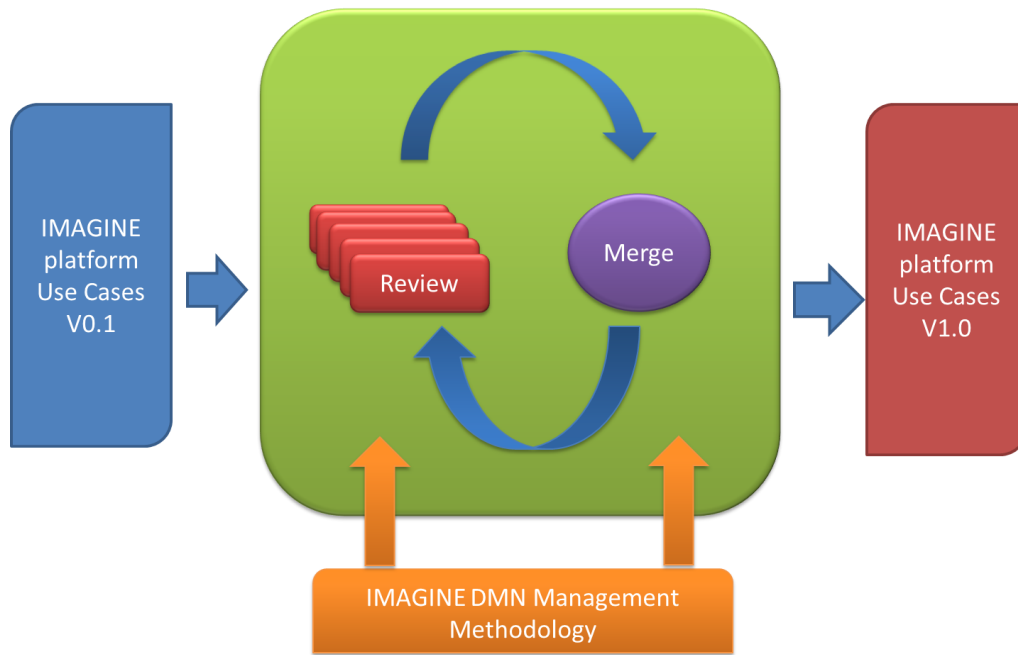 IMAGINE
platform
Use Cases
V0.1
Review
Merge
IMAGINE
platform
Use Cases
V1.0
IMAGINE DMN Management
Methodology